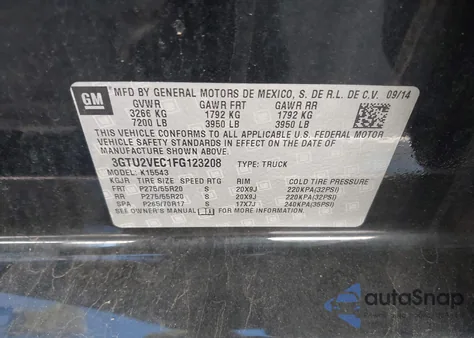 GM
MFD BY GENERAL MOTORS DE MEXICO, S. DE R.L. DE C.V. 09/14
GVWR GAWR FRT GAWR RR
3266 KG 1792 KG 1792 KG
7200 LB 3950 LB 3950 LB
THIS VEHICLE CONFORMS TO ALL APPLICABLE U.S. FEDERAL MOTOR
VEHICLE SAFETY STANDARDS IN EFFECT ON THE DATE OF
MANUFACTURE SHOWN ABOVE.
3GTU2VEC1FG123208 TYPE: TRUCK
MODEL: K15543
KGJR TIRE SIZE SPEED RTG RIM COLD TIRE PRESSURE
FRT P275/55R20 S 20X9J 220KPA(32PSI)
RR P275/55R20 S 20X9J 220KPA(32PSI)
SPA P265/70R17 S 17X7J 240KPA(35PSI)
SEE OWNER'S MANUAL FOR MORE INFORMATION
autoSnap